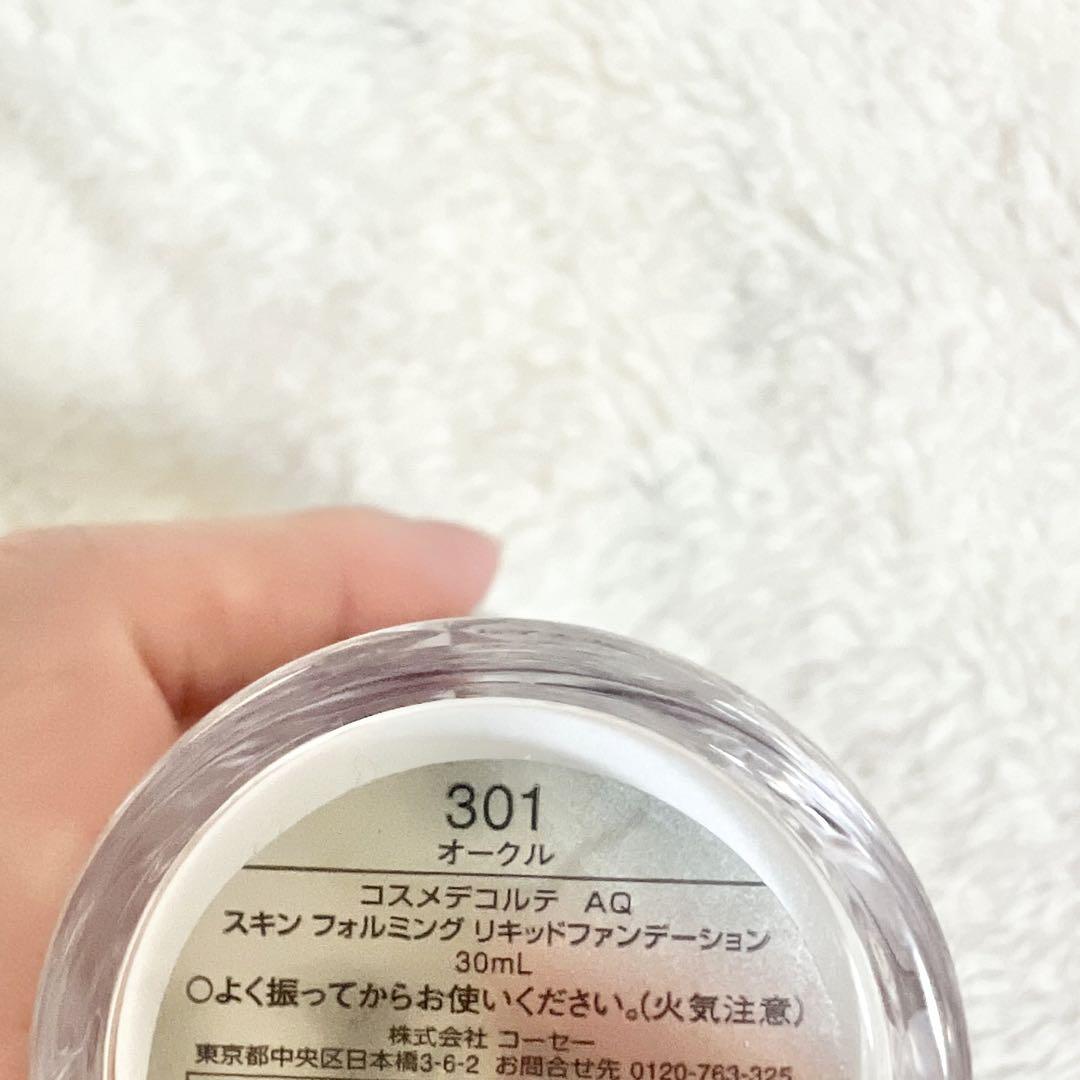 301
オークル
コスメデコルテ AQ
スキン フォルミング リキッドファンデーション
30mL
○よく振ってからお使いください。(火気注意)
株式会社 コーセー
東京都中央区日本橋3-6-2 お問合せ先 0120-763-325